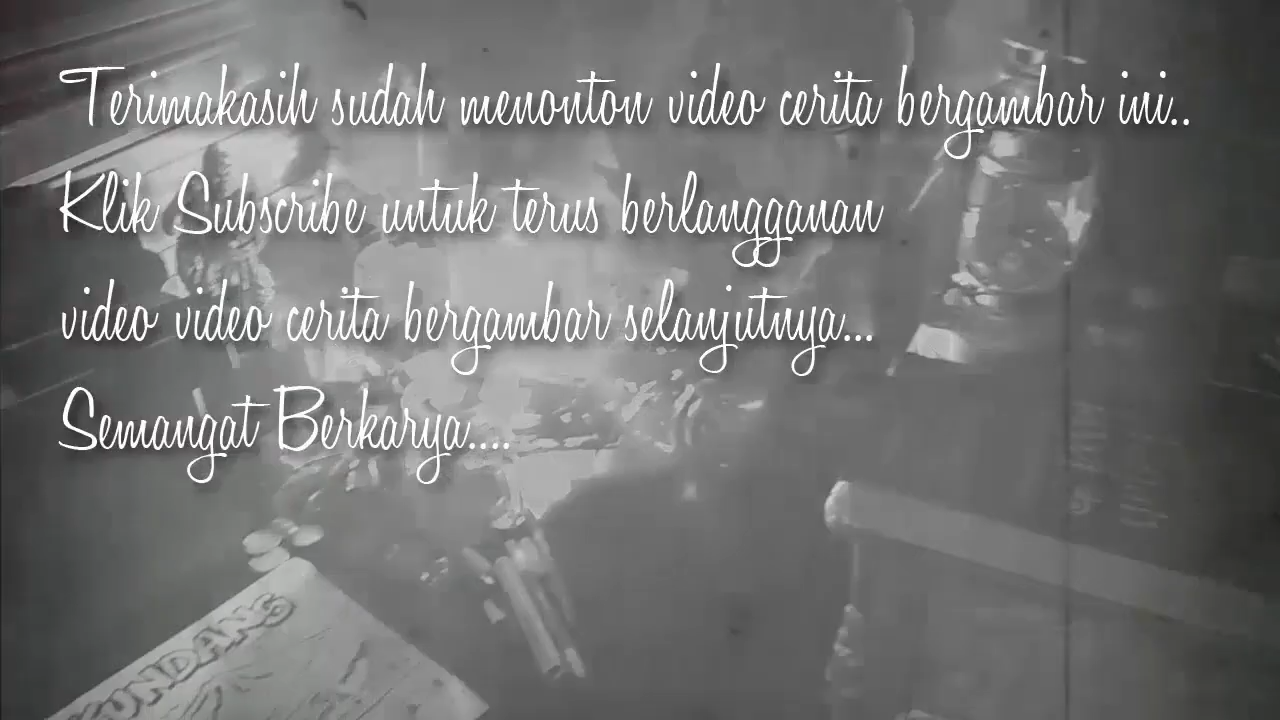 Terimakasih sudah menonton video cerita bergambar ini..
Klik Subscribe untuk terus berlangganan
video video cerita bergambar selanjutnya...
Semangat Berkarya....
KUNDANG